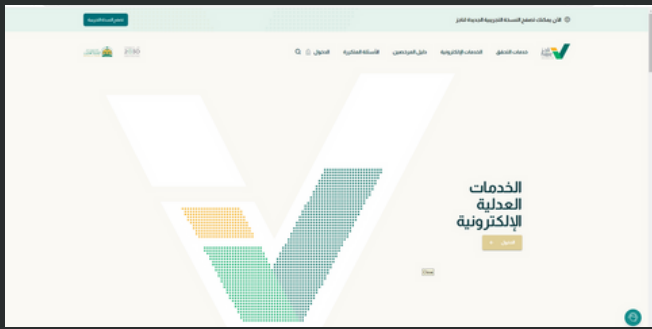 الآن يمكنك تصفح النسخة التجريبية الجديدة لناجز
تصفح النسخة التجريبية
خدمات التحقق
الخدمات الإلكترونية
دليل المرخصين
الأسئلة المتكررة
الدخول
الخدمات
العدلية
الإلكترونية
الدخول